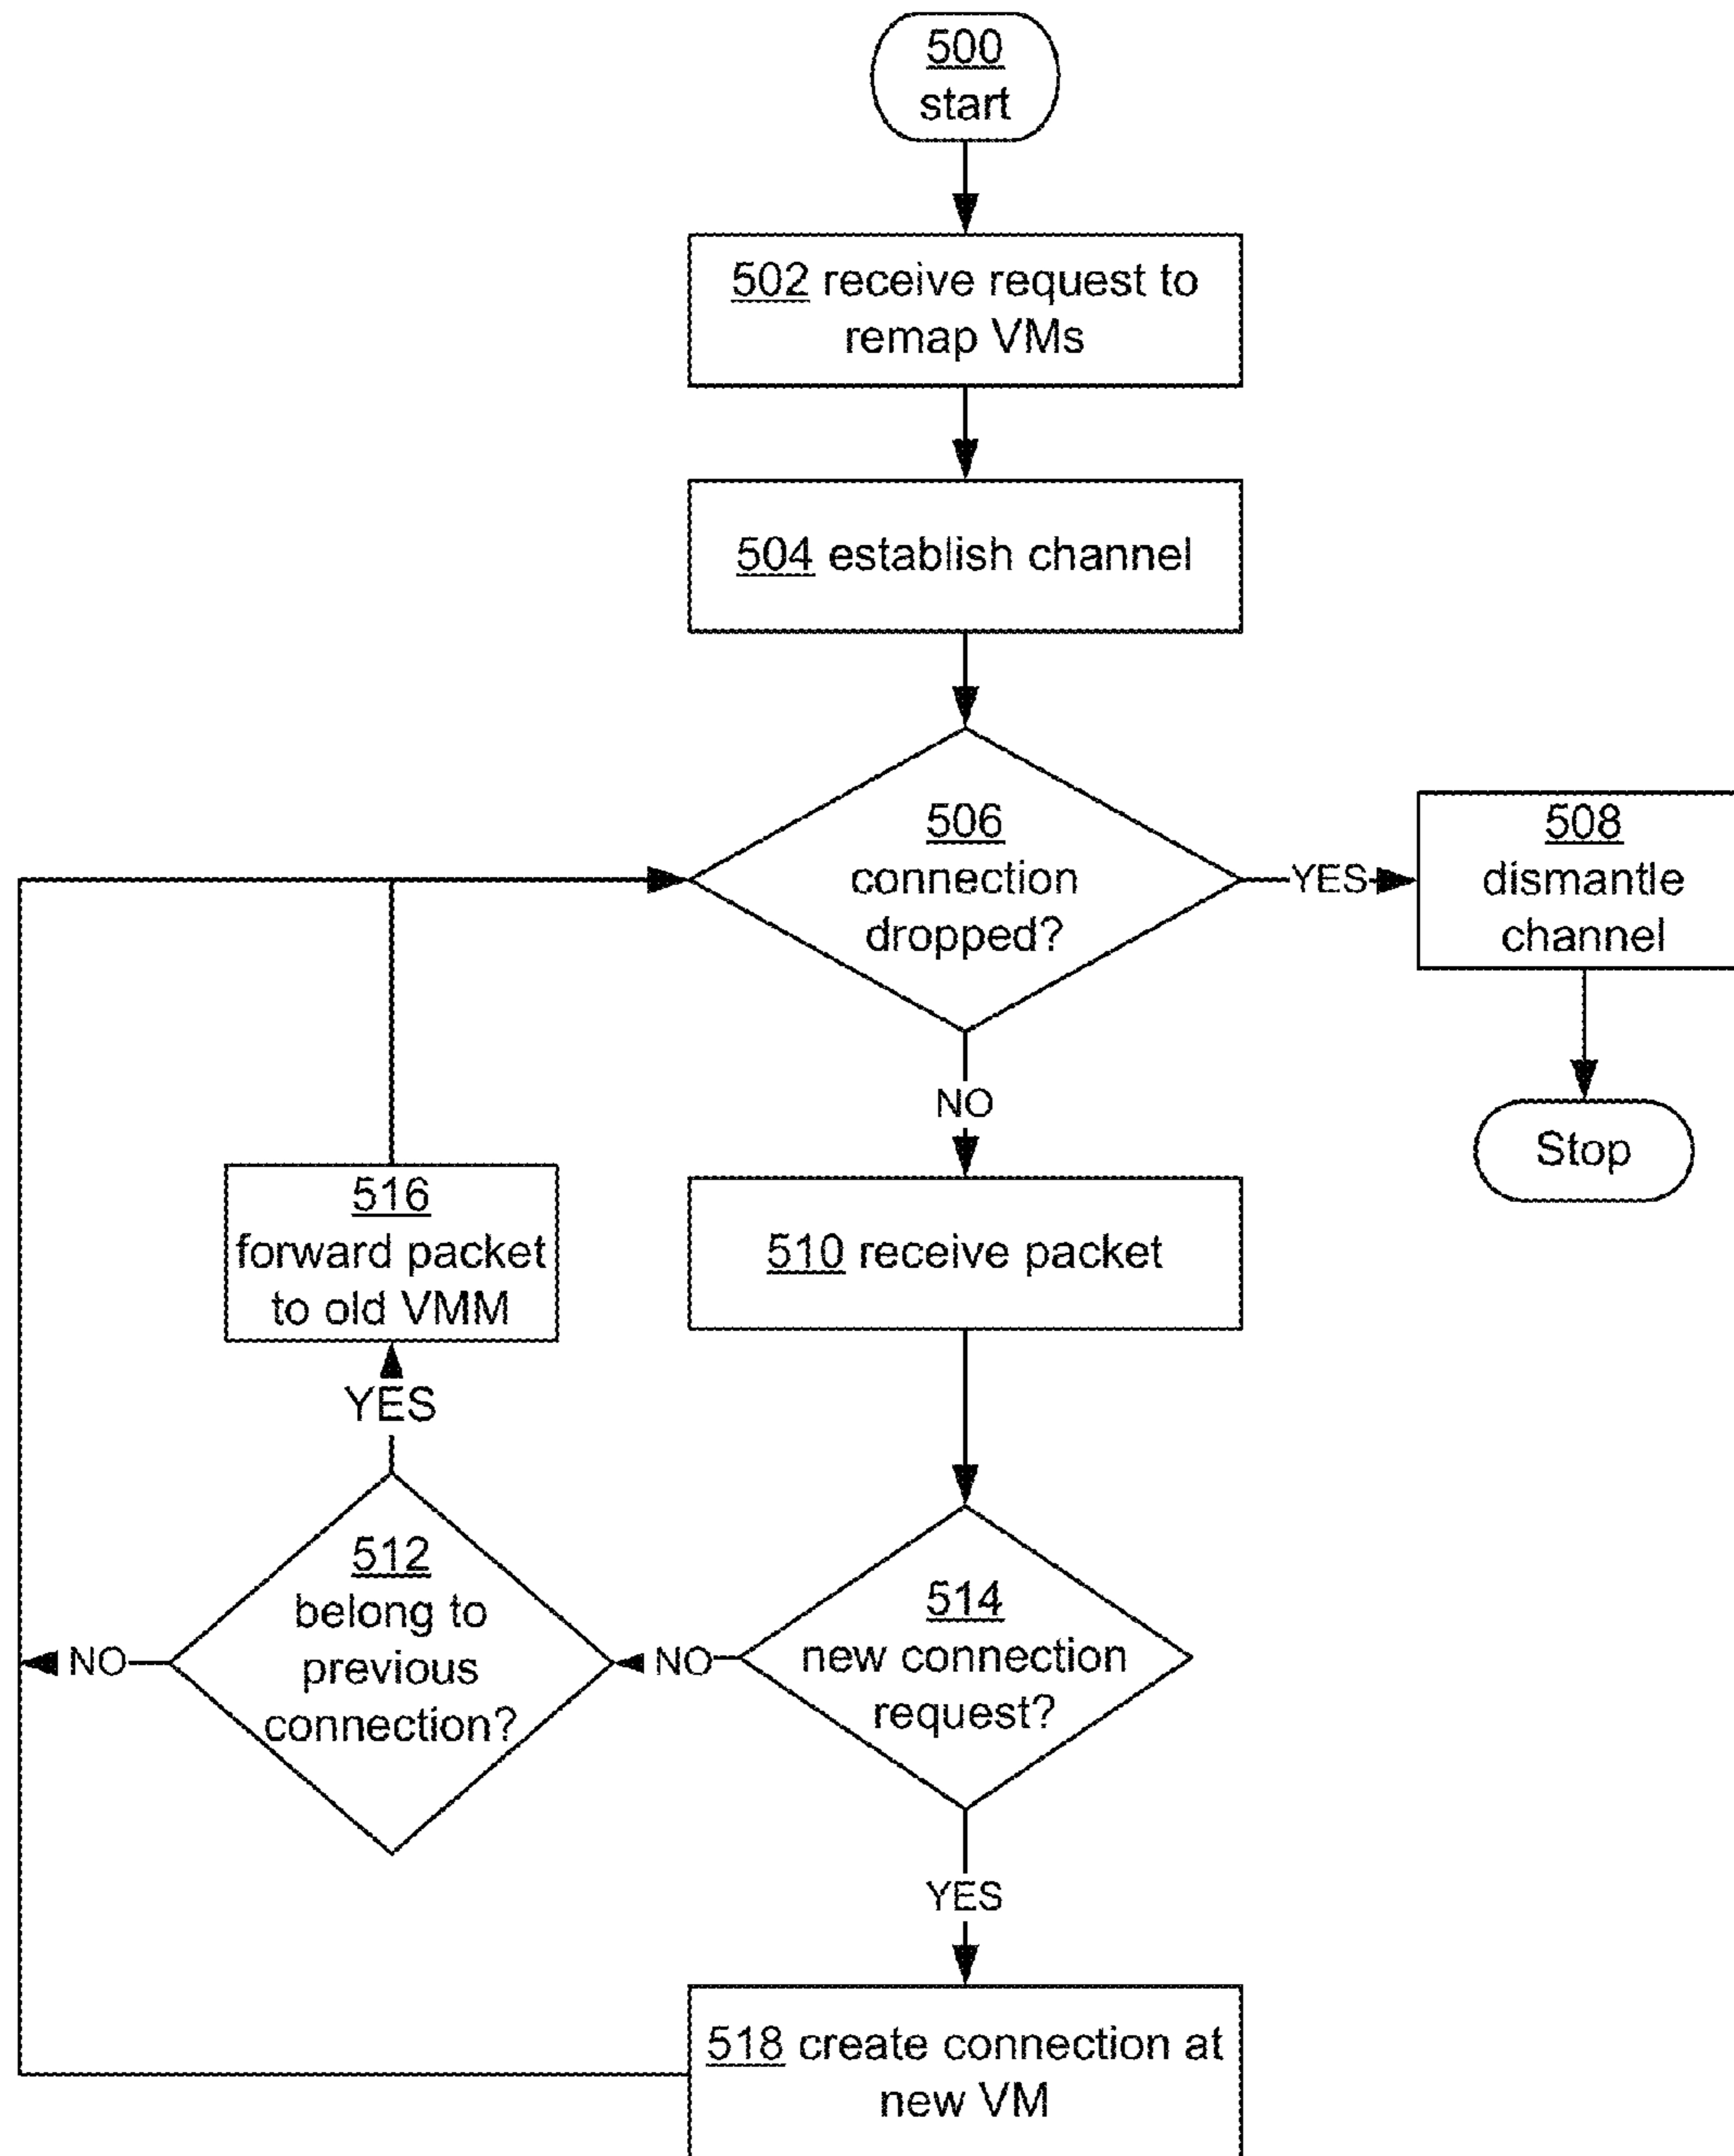 500
start
502 receive request to
remap VMs
504 establish channel
506
connection
dropped?
YES
508
dismantle
channel
NO
Stop
516
forward packet
to old VMM
510 receive packet
YES
512
belong to
previous
connection?
NO
514
new connection
request?
NO
YES
518 create connection at
new VM